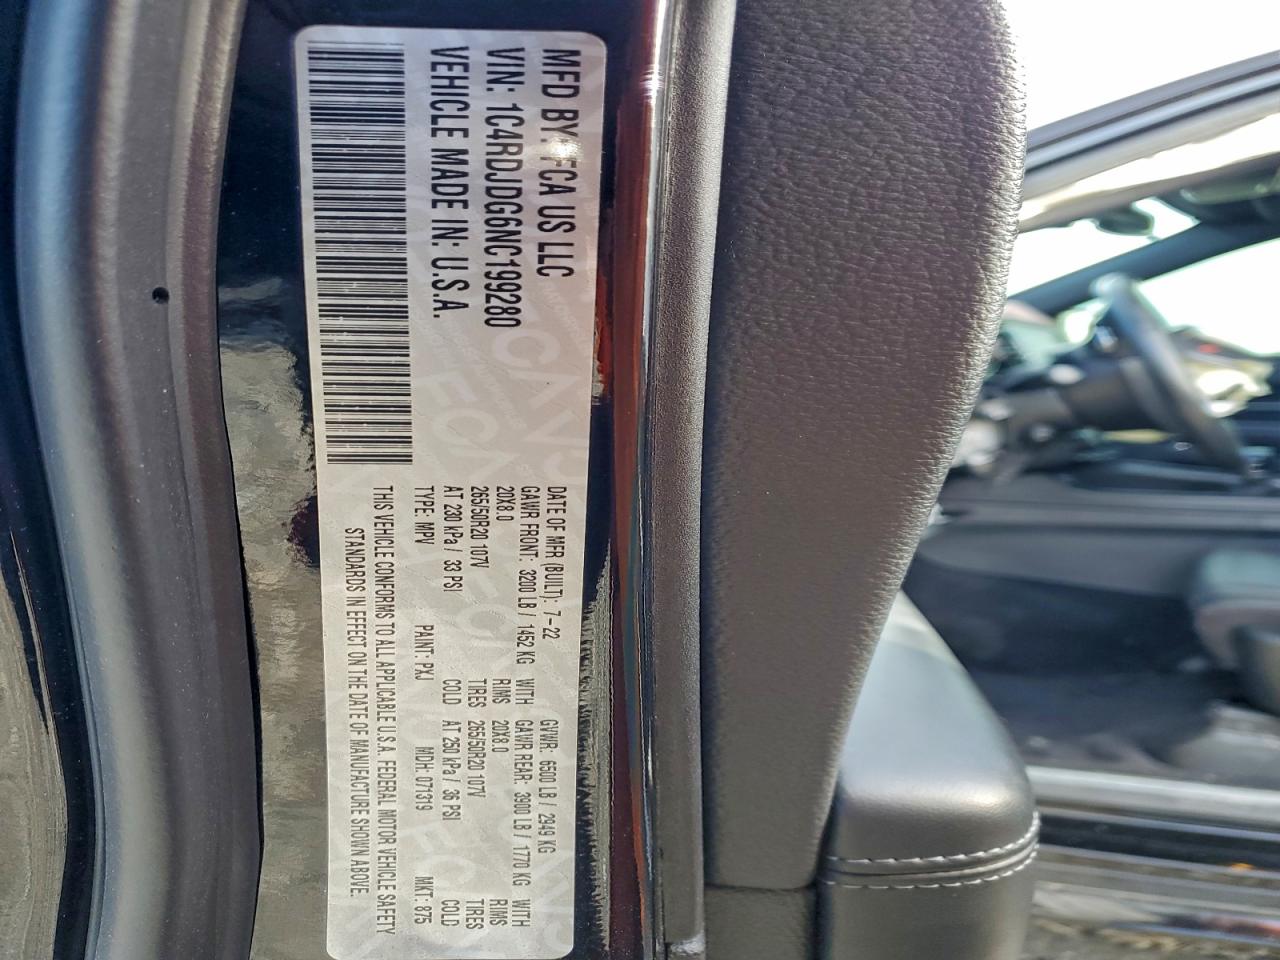 MFD BY FCA US LLC
VIN: 1C4RDJDG6NC199280
VEHICLE MADE IN: U.S.A.
DATE OF MFR (BUILT): 7-22 GVWR: 6500 LB / 2949 KG
GAWR FRONT: 3200 LB / 1452 KG WITH GAWR REAR: 3900 LB / 1770 KG WITH
20X8.0 RIMS 20X8.0 RIMS
265/50R20 107V TIRES 265/50R20 107V TIRES
AT 230 kPa / 33 PSI COLD AT 250 kPa / 36 PSI COLD
TYPE: MPV PAINT: PXJ MDH: 071319 MKT: 875
THIS VEHICLE CONFORMS TO ALL APPLICABLE U.S.A. FEDERAL MOTOR VEHICLE SAFETY
STANDARDS IN EFFECT ON THE DATE OF MANUFACTURE SHOWN ABOVE.